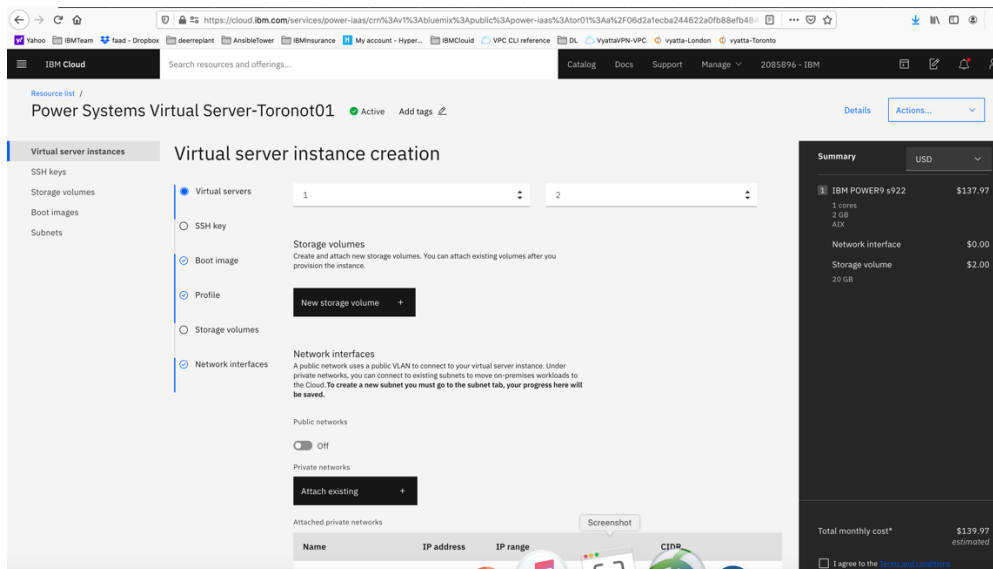 https://cloud.ibm.com/services/power-iaas/crn%3Av1%3Abluemix%3Apublic%3Apower-iaas%3Ator01%3Aa%2F06d2a1ecba244622a0fb88efb484
Yahoo IBMTeam faad - Dropbox deerreplant AnsibleTower IBMInsurance My account - Hyper... IBMClouid VPC CLI reference DL VyattaVPN-VPC vyatta-London vyatta-Toronto
IBM Cloud Search resources and offerings... Catalog Docs Support Manage 2085896 - IBM
Resource list /
Power Systems Virtual Server-Toronot01 Active Add tags Details Actions...
Virtual server instances
SSH keys
Storage volumes
Boot images
Subnets
Virtual server instance creation
Virtual servers
SSH key
Boot image
Profile
Storage volumes
Network interfaces
1 2
Storage volumes
Create and attach new storage volumes. You can attach existing volumes after you
provision the instance.
New storage volume +
Network interfaces
A public network uses a public VLAN to connect to your virtual server instance. Under
private networks, you can connect to existing subnets to move on-premises workloads to
the Cloud. To create a new subnet you must go to the subnet tab, your progress here will
be saved.
Public networks
Off
Private networks
Attach existing +
Attached private networks
Screenshot
Name IP address IP range CIDR
Summary USD
1 IBM POWER9 s922 $137.97
1 cores
2 GB
AIX
Network interface $0.00
Storage volume $2.00
20 GB
Total monthly cost* $139.97
estimated
I agree to the Terms and conditions